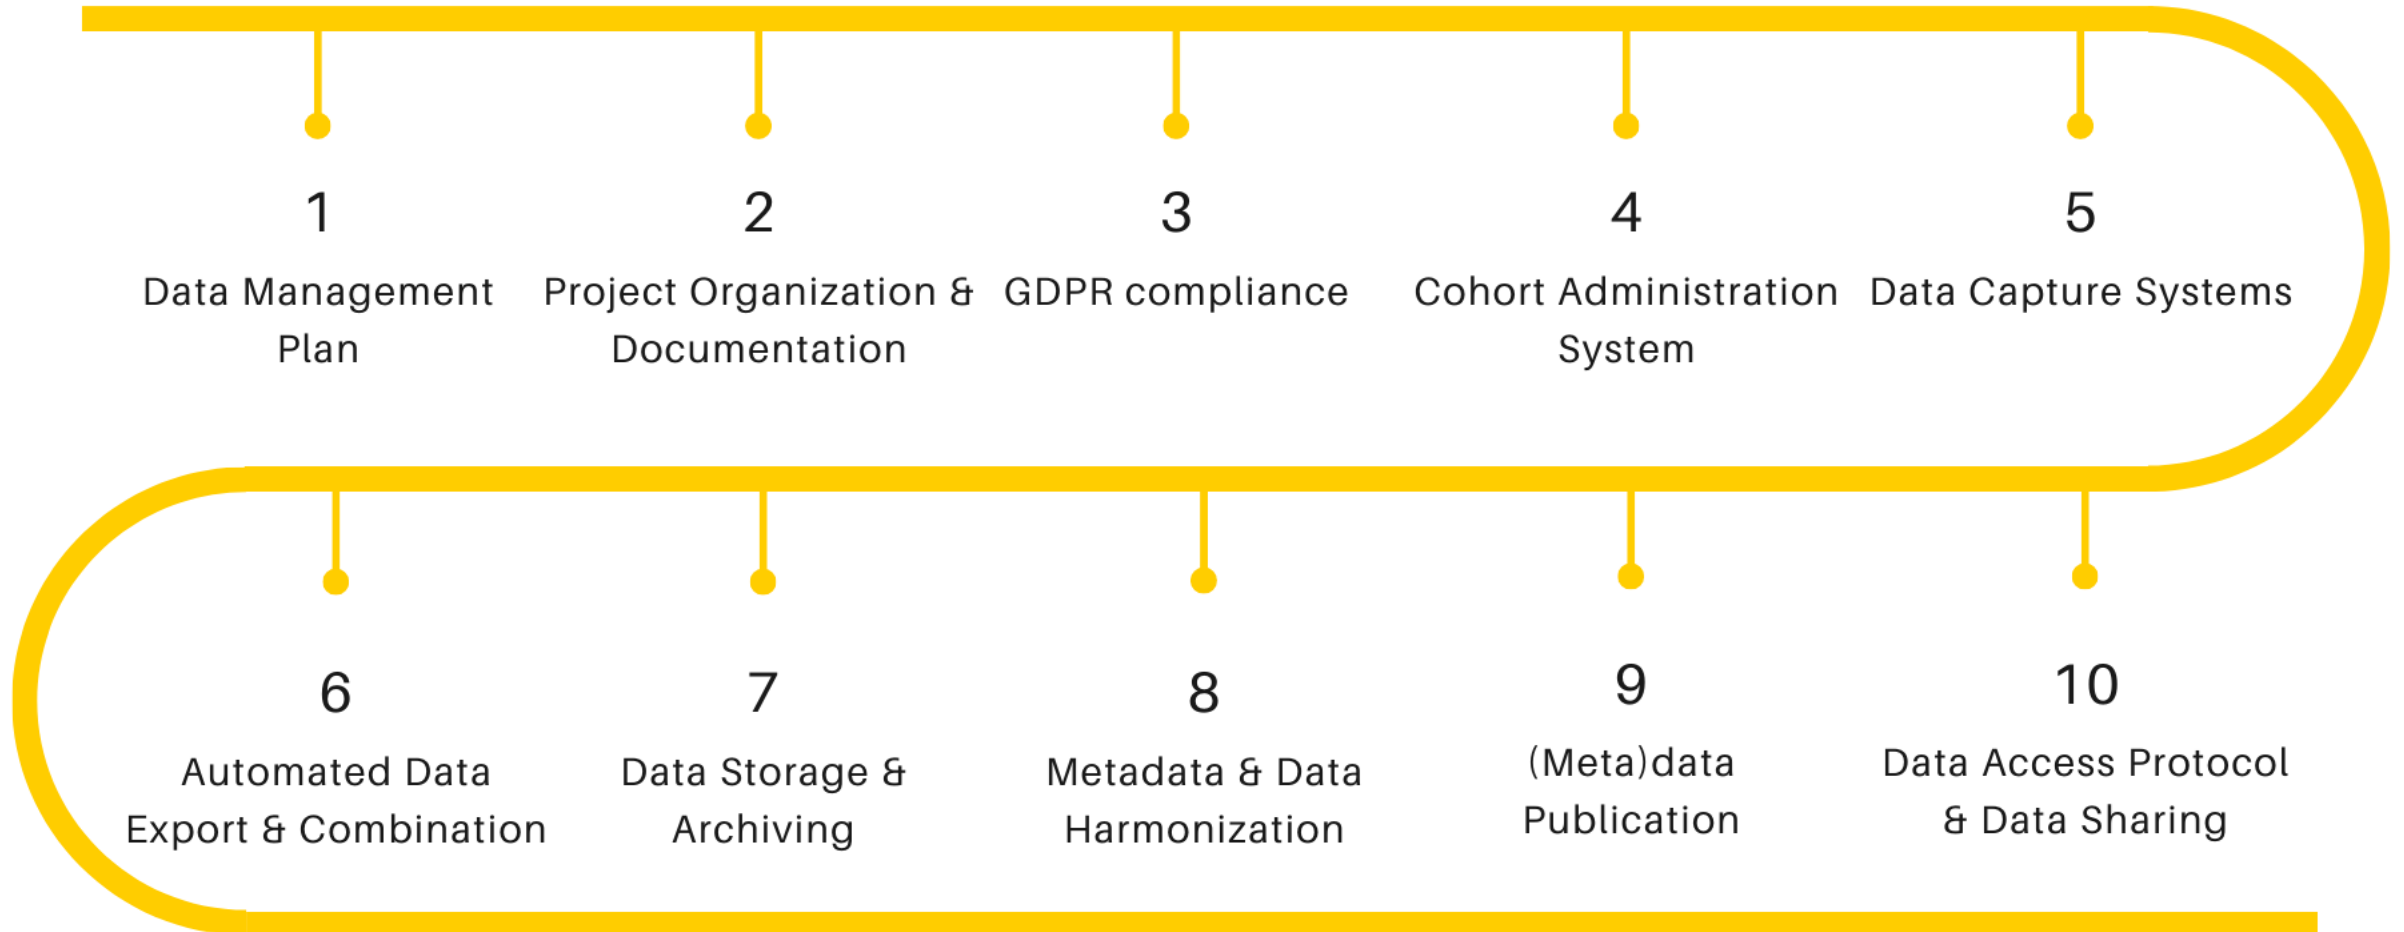 1
Data Management
Plan
2
Project Organization &
Documentation
3
GDPR compliance
4
Cohort Administration
System
5
Data Capture Systems
6
Automated Data
Export & Combination
7
Data Storage &
Archiving
8
Metadata & Data
Harmonization
9
(Meta)data
Publication
10
Data Access Protocol
& Data Sharing